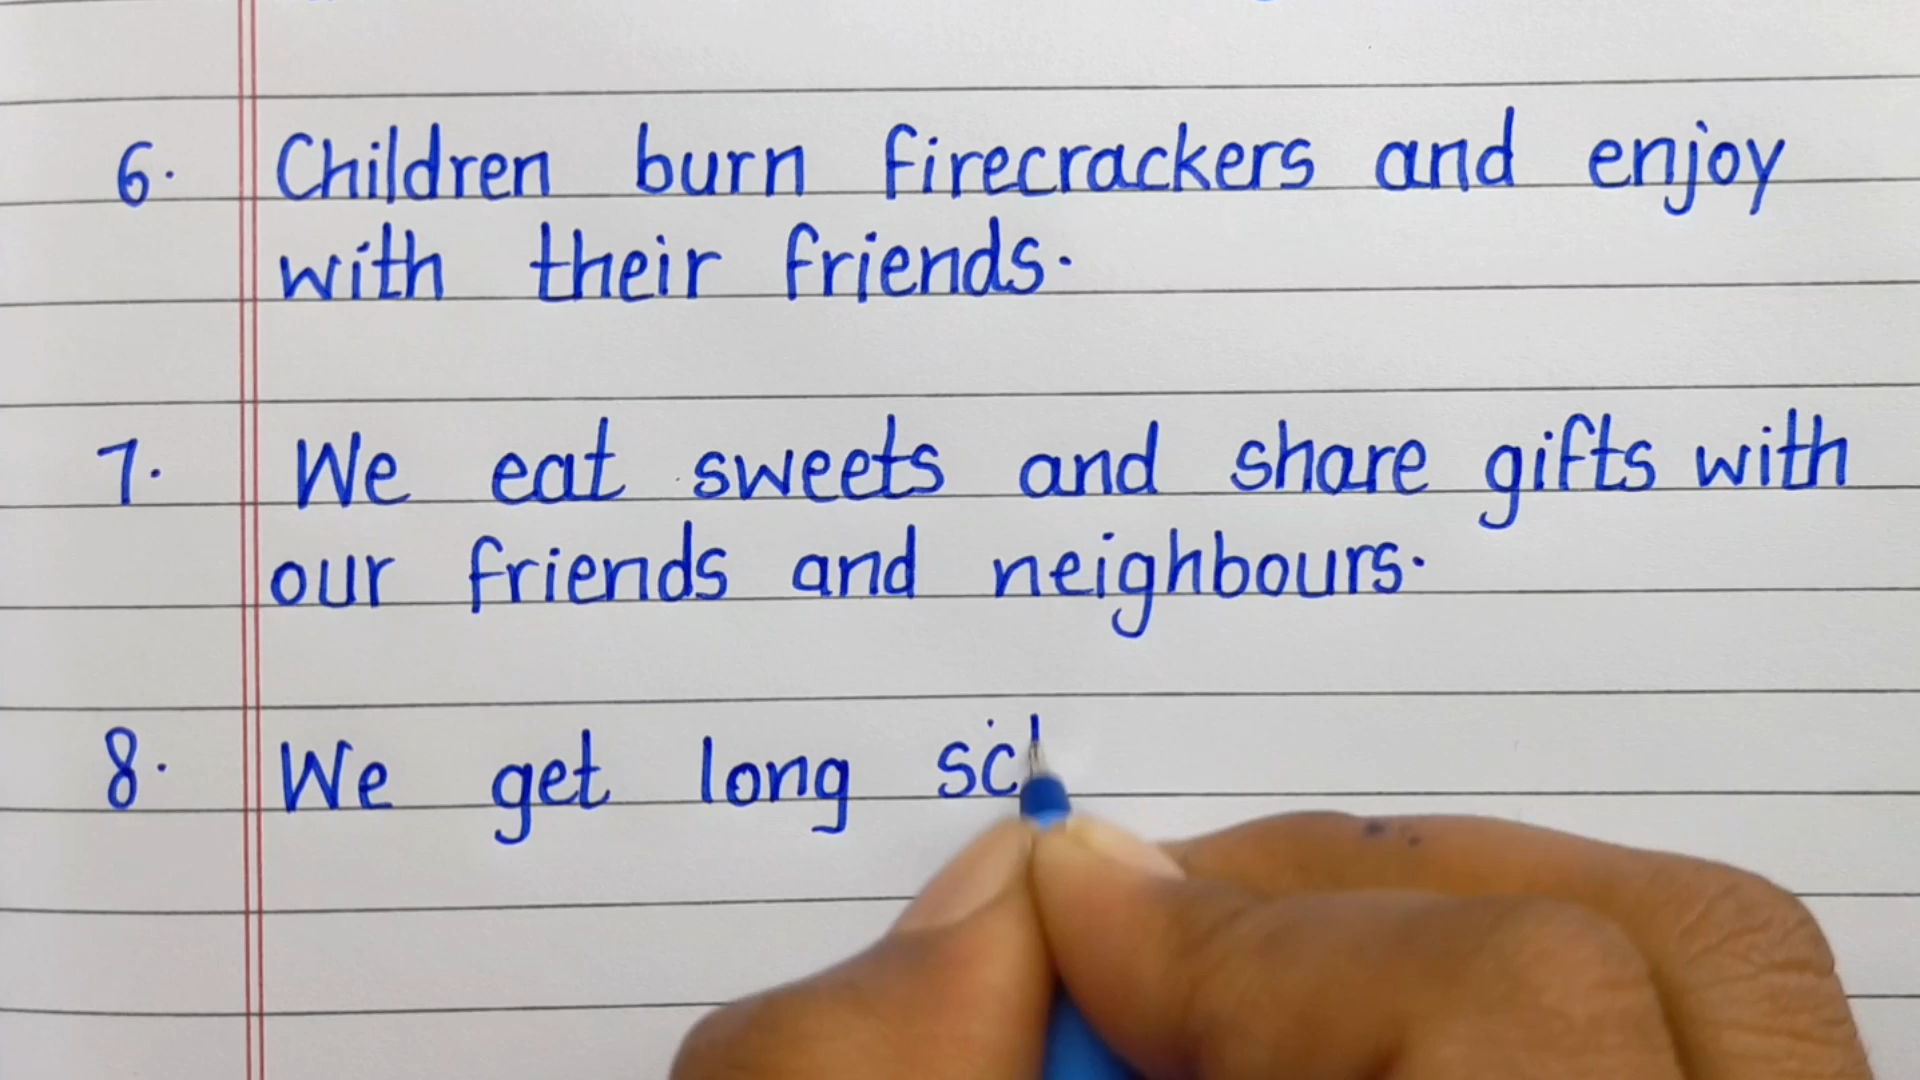 6. Children burn firecrackers and enjoy
with their friends.
7. We eat sweets and share gifts with
our friends and neighbours.
8. We get long